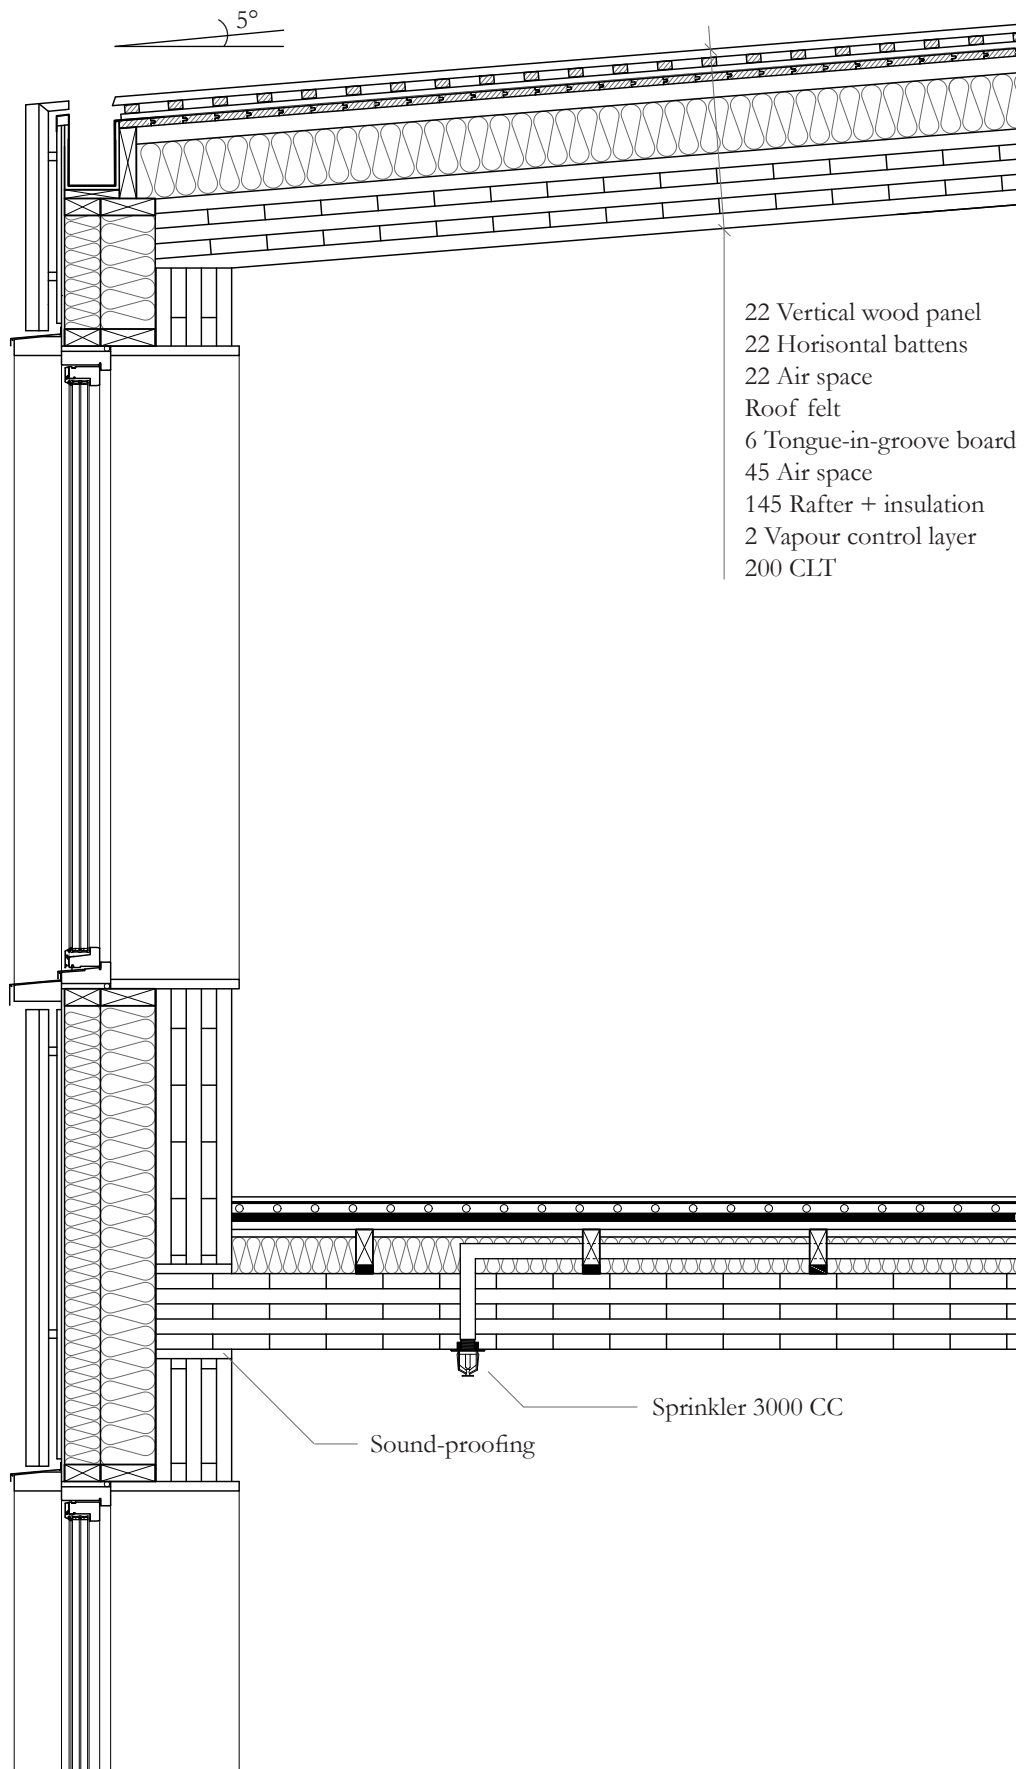 5°
22 Vertical wood panel
22 Horisontal battens
22 Air space
Roof felt
6 Tongue-in-groove board
45 Air space
145 Rafter + insulation
2 Vapour control layer
200 CLT
Sprinkler 3000 CC
Sound-proofing